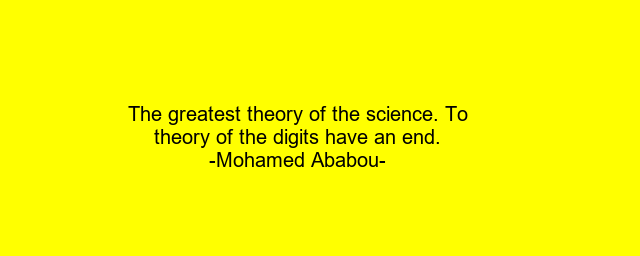 The greatest theory of the science. To
theory of the digits have an end.
-Mohamed Ababou-